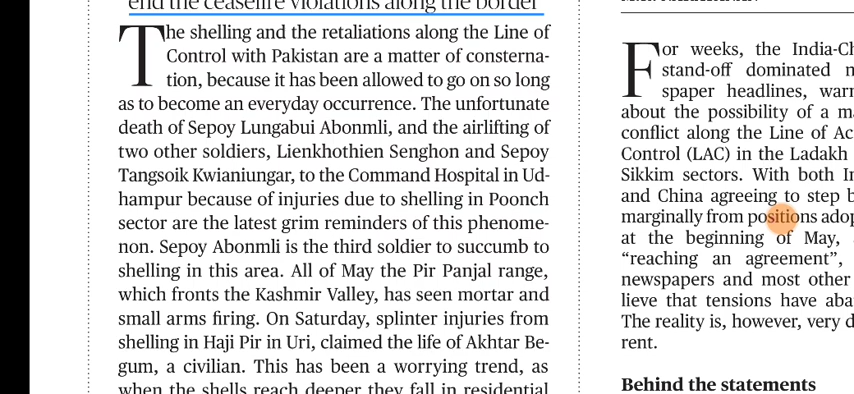 end the ceasefire violations along the border
The shelling and the retaliations along the Line of
Control with Pakistan are a matter of consterna-
tion, because it has been allowed to go on so long
as to become an everyday occurrence. The unfortunate
death of Sepoy Lungabui Abonmli, and the airlifting of
two other soldiers, Lienkhothien Senghon and Sepoy
Tangsoik Kwianiungar, to the Command Hospital in Ud-
hampur because of injuries due to shelling in Poonch
sector are the latest grim reminders of this phenome-
non. Sepoy Abonmli is the third soldier to succumb to
shelling in this area. All of May the Pir Panjal range,
which fronts the Kashmir Valley, has seen mortar and
small arms firing. On Saturday, splinter injuries from
shelling in Haji Pir in Uri, claimed the life of Akhtar Be-
gum, a civilian. This has been a worrying trend, as
when the shells reach deeper they fall in residential
For weeks, the India-Ch
stand-off dominated n
spaper headlines, warn
about the possibility of a m
conflict along the Line of Ac
Control (LAC) in the Ladakh
Sikkim sectors. With both In
and China agreeing to step b
marginally from positions adop
at the beginning of May,
“reaching an agreement”,
newspapers and most other
lieve that tensions have aba
The reality is, however, very d
rent.
Behind the statements